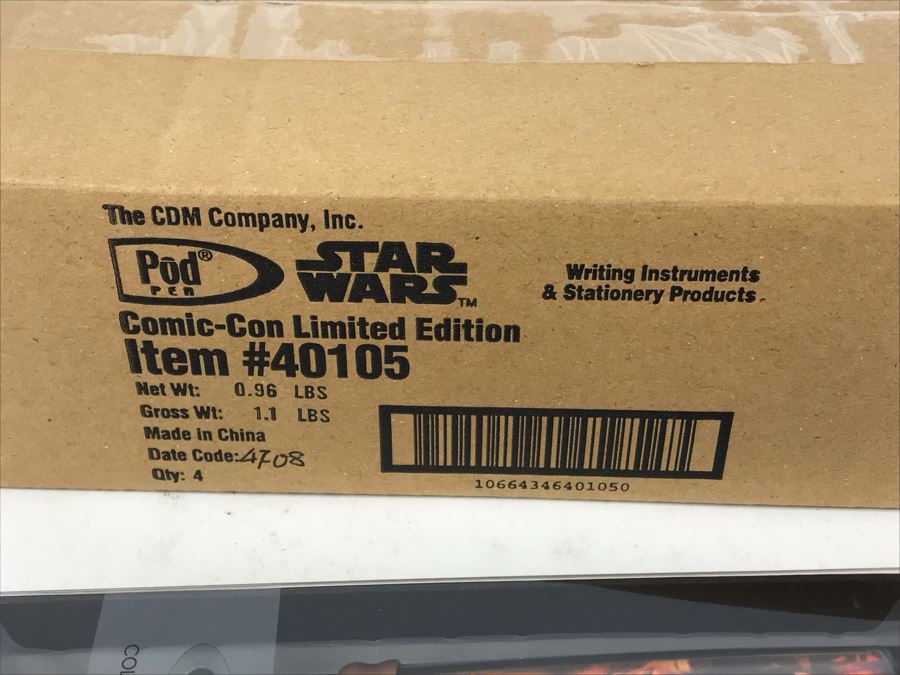 The CDM Company, Inc.
Pod® PEN
STAR WARS™
Writing Instruments
& Stationery Products
Comic-Con Limited Edition
Item #40105
Net Wt: 0.96 LBS
Gross Wt: 1.1 LBS
Made in China
Date Code: 4708
Qty: 4
10664346401050